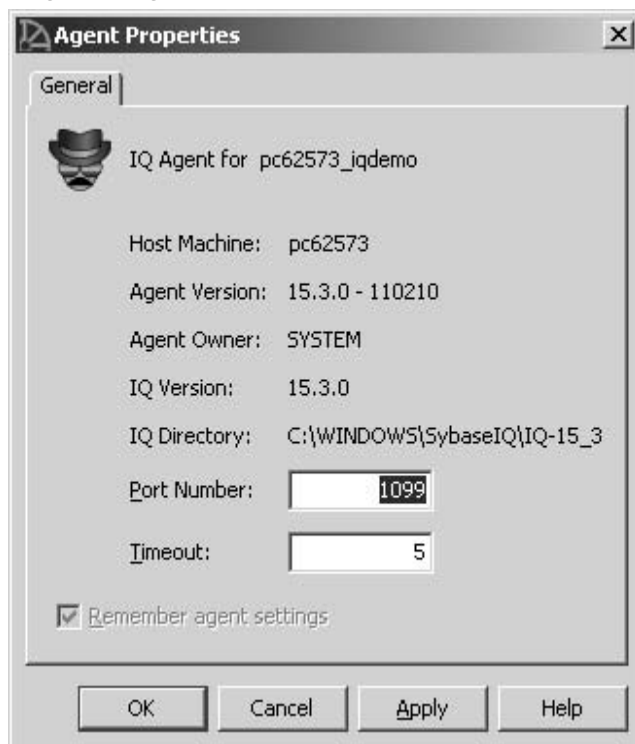 Agent Properties
General
IQ Agent for pc62573_iqdemo
Host Machine: pc62573
Agent Version: 15.3.0 - 110210
Agent Owner: SYSTEM
IQ Version: 15.3.0
IQ Directory: C:\WINDOWS\SybaseIQ\IQ-15_3
Port Number: 1099
Timeout: 5
Remember agent settings
OK Cancel Apply Help